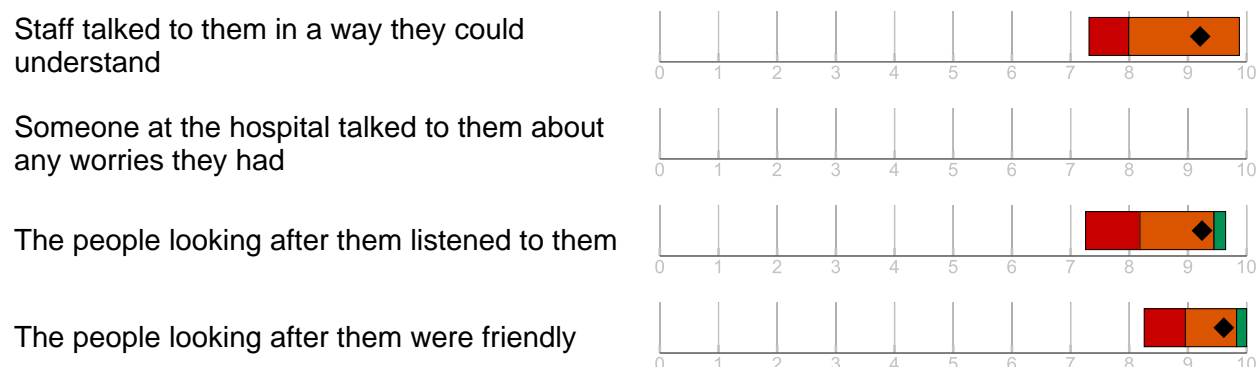 Staff talked to them in a way they could
understand
0 1 2 3 4 5 6 7 8 9 10
Someone at the hospital talked to them about
any worries they had
0 1 2 3 4 5 6 7 8 9 10
The people looking after them listened to them
0 1 2 3 4 5 6 7 8 9 10
The people looking after them were friendly
0 1 2 3 4 5 6 7 8 9 10